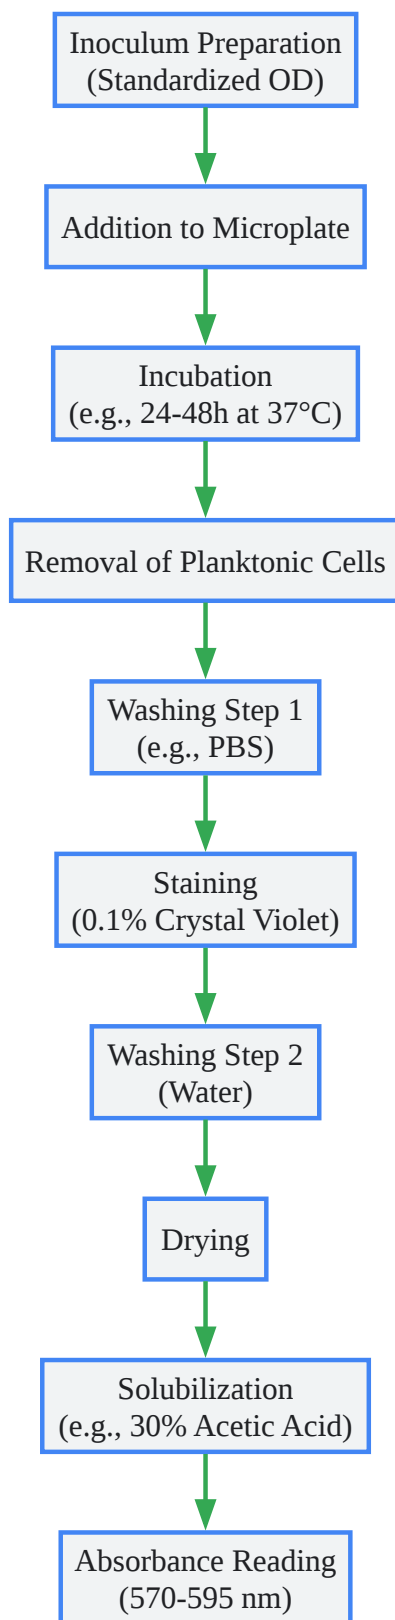 Inoculum Preparation
(Standardized OD)
Addition to Microplate
Incubation
(e.g., 24-48h at 37°C)
Removal of Planktonic Cells
Washing Step 1
(e.g., PBS)
Staining
(0.1% Crystal Violet)
Washing Step 2
(Water)
Drying
Solubilization
(e.g., 30% Acetic Acid)
Absorbance Reading
(570-595 nm)